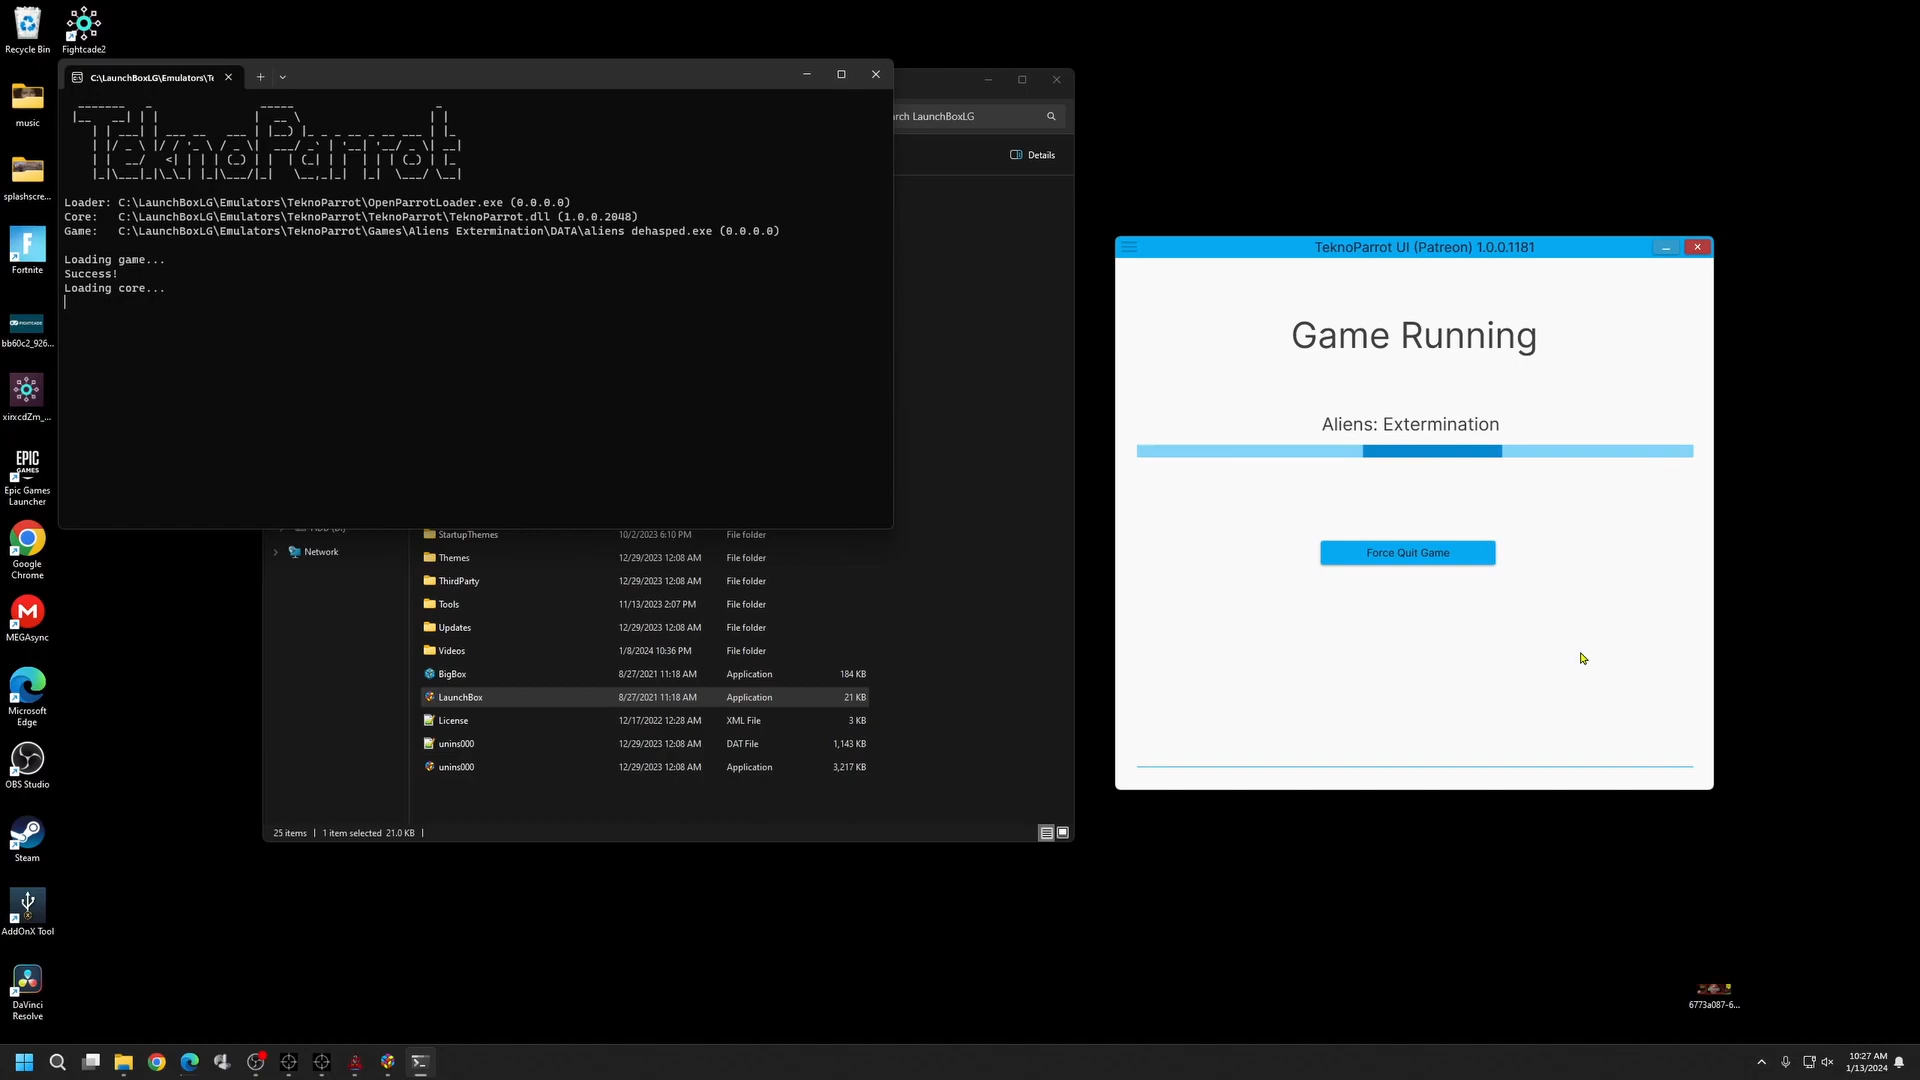 Recycle Bin
Fightcade2
music
splashscre...
Fortnite
FIGHTCADE
bb60c2_926...
xinxcdZm_...
EPIC
GAMES
Epic Games
Launcher
Google
Chrome
MEGAsync
Microsoft
Edge
OBS Studio
Steam
AddOnX Tool
DaVinci
Resolve
C:\LaunchBoxLG\Emulators\Te
TeknoParrot
Loader: C:\LaunchBoxLG\Emulators\TeknoParrot\OpenParrotLoader.exe (0.0.0.0)
Core: C:\LaunchBoxLG\Emulators\TeknoParrot\TeknoParrot\TeknoParrot.dll (1.0.0.2048)
Game: C:\LaunchBoxLG\Emulators\TeknoParrot\Games\Aliens Extermination\DATA\aliens dehasped.exe (0.0.0.0)
Loading game...
Success!
Loading core...
rch LaunchBoxLG
Details
Network
StartupThemes 10/2/2023 6:10 PM File folder
Themes 12/29/2023 12:08 AM File folder
ThirdParty 12/29/2023 12:08 AM File folder
Tools 11/13/2023 2:07 PM File folder
Updates 12/29/2023 12:08 AM File folder
Videos 1/8/2024 10:36 PM File folder
BigBox 8/27/2021 11:18 AM Application 184 KB
LaunchBox 8/27/2021 11:18 AM Application 21 KB
License 12/17/2022 12:28 AM XML File 3 KB
unins000 12/29/2023 12:08 AM DAT File 1,143 KB
unins000 12/29/2023 12:08 AM Application 3,217 KB
25 items | 1 item selected 21.0 KB |
TeknoParrot UI (Patreon) 1.0.0.1181
Game Running
Aliens: Extermination
Force Quit Game
6773a087-6...
10:27 AM
1/13/2024